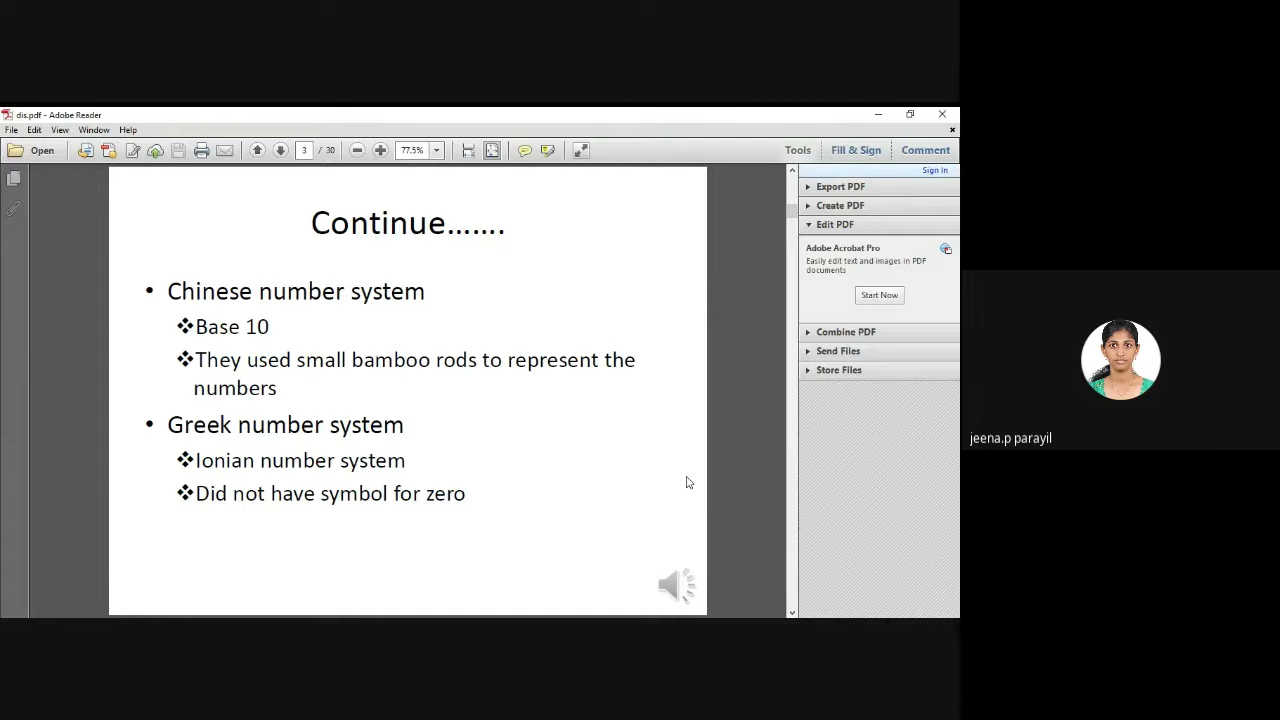 dis.pdf - Adobe Reader
File Edit View Window Help
Open 3 / 30 77.5% Tools Fill & Sign Comment
Sign in
Export PDF
Create PDF
Edit PDF
Adobe Acrobat Pro
Easily edit text and images in PDF
documents
Start Now
Combine PDF
Send Files
Store Files
Continue.......
• Chinese number system
❖Base 10
❖They used small bamboo rods to represent the
numbers
• Greek number system
❖Ionian number system
❖Did not have symbol for zero
jeena.p parayil